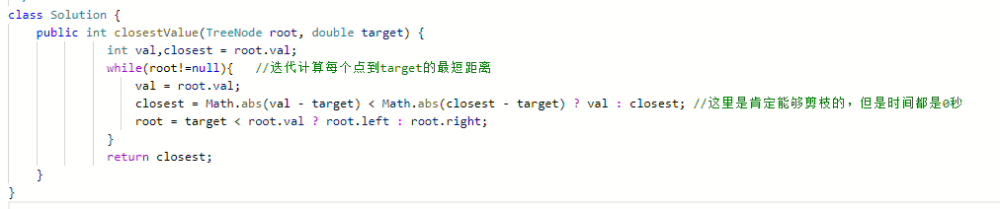 class Solution {
public int closestValue(TreeNode root, double target) {
int val,closest = root.val;
while(root!=null){ //迭代计算每个点到target的最短距离
val = root.val;
closest = Math.abs(val - target) < Math.abs(closest - target) ? val : closest; //这里是肯定能够剪枝的，但是时间都是0秒
root = target < root.val ? root.left : root.right;
}
return closest;
}
}